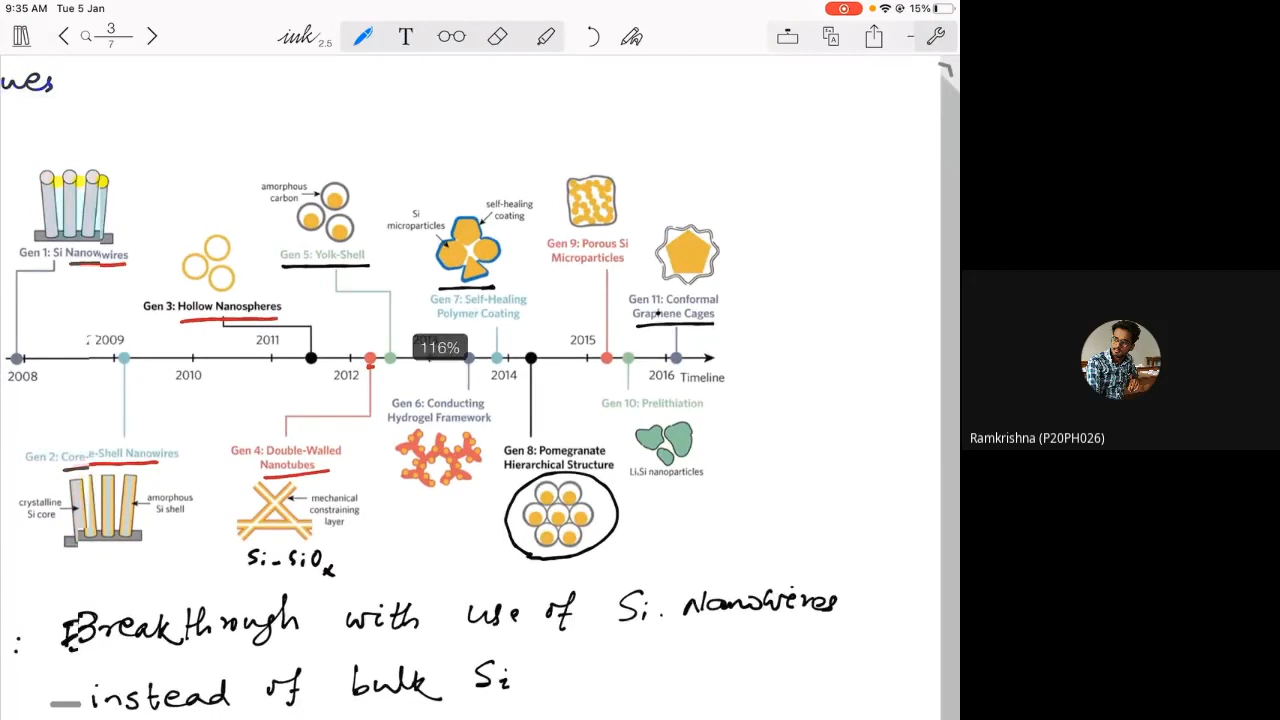 9:35 AM Tue 5 Jan
15%
3
7
ink 2.5
T
ues
amorphous
carbon
Si
microparticles
self-healing
coating
Gen 1: Si Nanowires
Gen 5: Yolk-Shell
Gen 9: Porous Si
Microparticles
Gen 3: Hollow Nanospheres
Gen 7: Self-Healing
Polymer Coating
Gen 11: Conformal
Graphene Cages
2009
2011
116%
2015
2008
2010
2012
2014
2016
Timeline
Gen 2: Core-Shell Nanowires
Gen 4: Double-Walled
Nanotubes
Gen 6: Conducting
Hydrogel Framework
Gen 8: Pomegranate
Hierarchical Structure
Gen 10: Prelithiation
LixSi nanoparticles
crystalline
Si core
amorphous
Si shell
mechanical
constraining
layer
Si-SiOx
: Breakthrough with use of Si. Nanowires
instead of bulk Si
Ramkrishna (P20PH026)